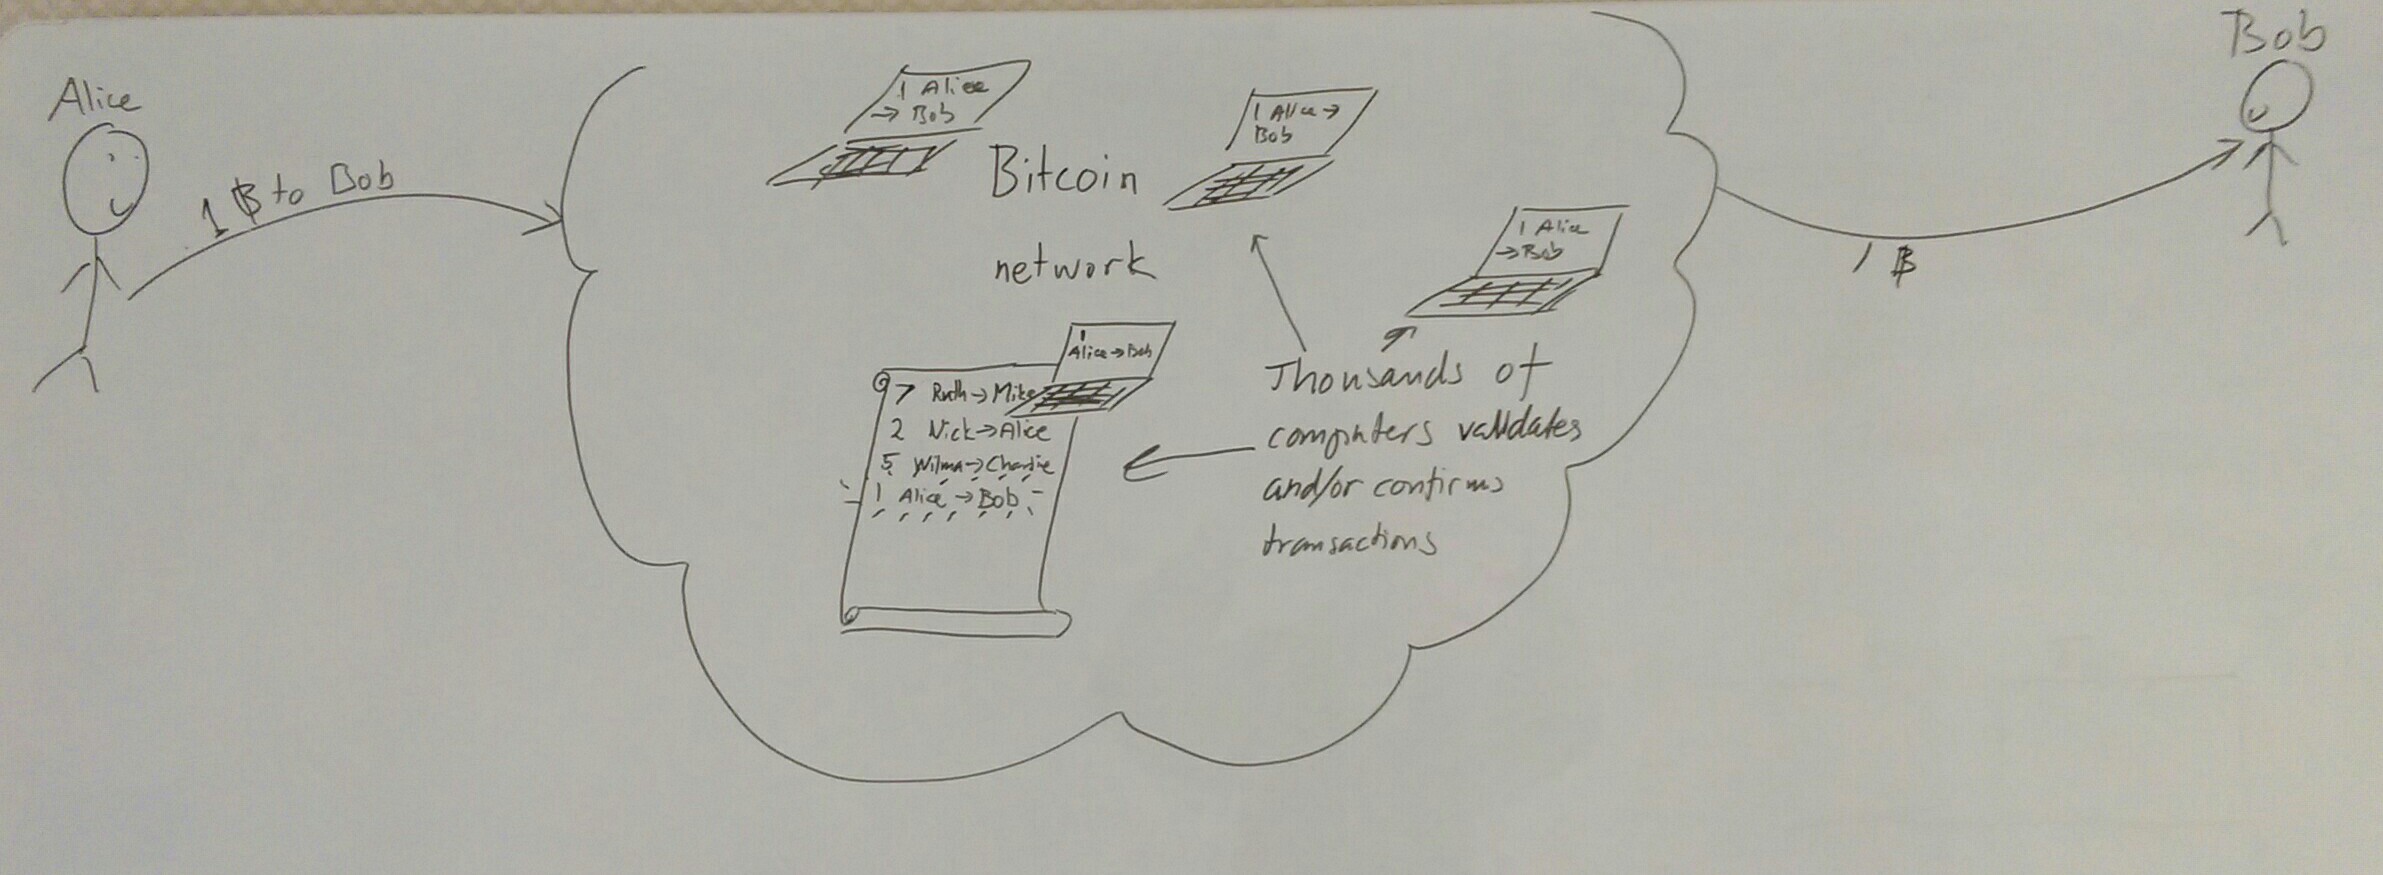 Alice
1 ₿ to Bob
1 Alice
→ Bob
Bitcoin
network
1 Alice →
Bob
1 Alice
→ Bob
1
Alice → Bob
7 Ruth → Mike
2 Nick → Alice
5 Wilma → Charlie
1 Alice → Bob
Thousands of
computers validates
and/or confirms
transactions
1 ₿
Bob